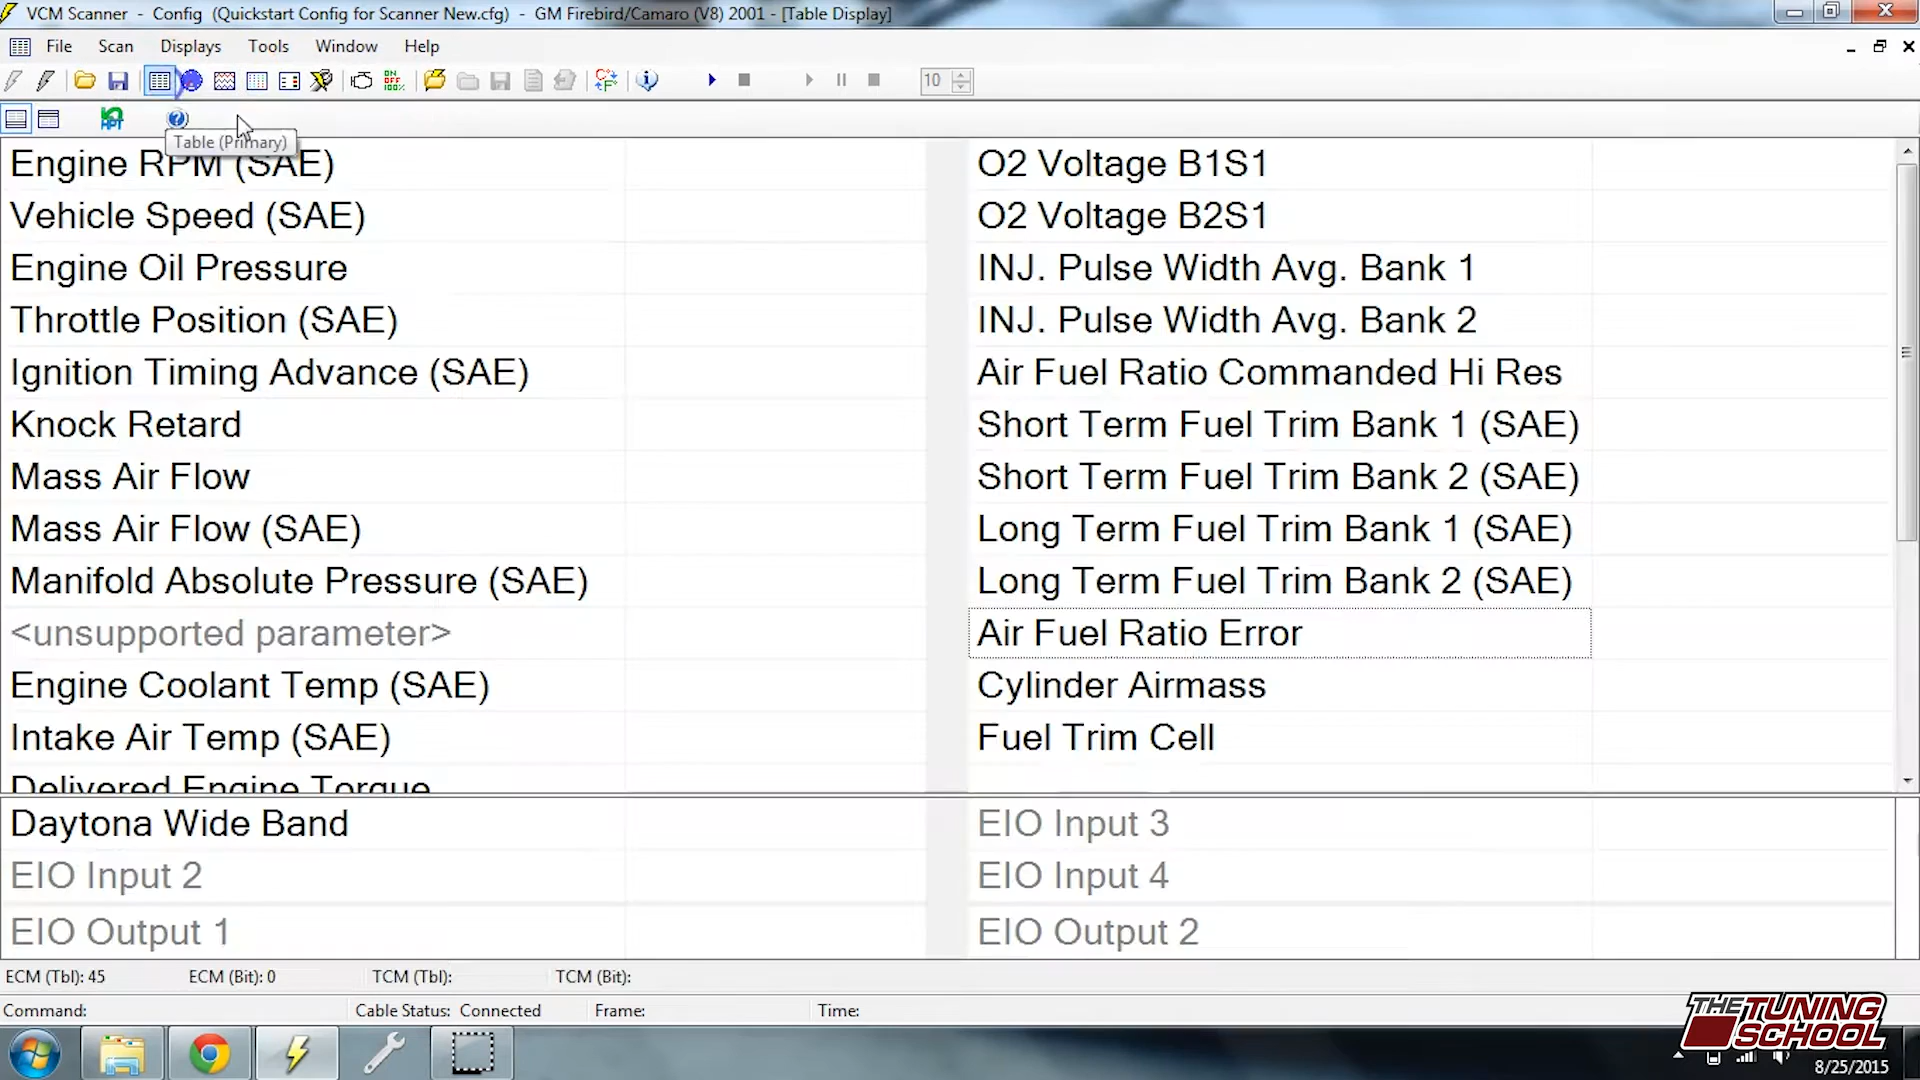 VCM Scanner - Config (Quickstart Config for Scanner New.cfg) - GM Firebird/Camaro (V8) 2001 - [Table Display]
File Scan Displays Tools Window Help
ON OFF 100% 10
Table (Primary)
Engine RPM (SAE) O2 Voltage B1S1
Vehicle Speed (SAE) O2 Voltage B2S1
Engine Oil Pressure INJ. Pulse Width Avg. Bank 1
Throttle Position (SAE) INJ. Pulse Width Avg. Bank 2
Ignition Timing Advance (SAE) Air Fuel Ratio Commanded Hi Res
Knock Retard Short Term Fuel Trim Bank 1 (SAE)
Mass Air Flow Short Term Fuel Trim Bank 2 (SAE)
Mass Air Flow (SAE) Long Term Fuel Trim Bank 1 (SAE)
Manifold Absolute Pressure (SAE) Long Term Fuel Trim Bank 2 (SAE)
<unsupported parameter> Air Fuel Ratio Error
Engine Coolant Temp (SAE) Cylinder Airmass
Intake Air Temp (SAE) Fuel Trim Cell
Delivered Engine Torque
Daytona Wide Band EIO Input 3
EIO Input 2 EIO Input 4
EIO Output 1 EIO Output 2
ECM (Tbl): 45 ECM (Bit): 0 TCM (Tbl): TCM (Bit):
Command: Cable Status: Connected Frame: Time:
THE TUNING
SCHOOL
8/25/2015